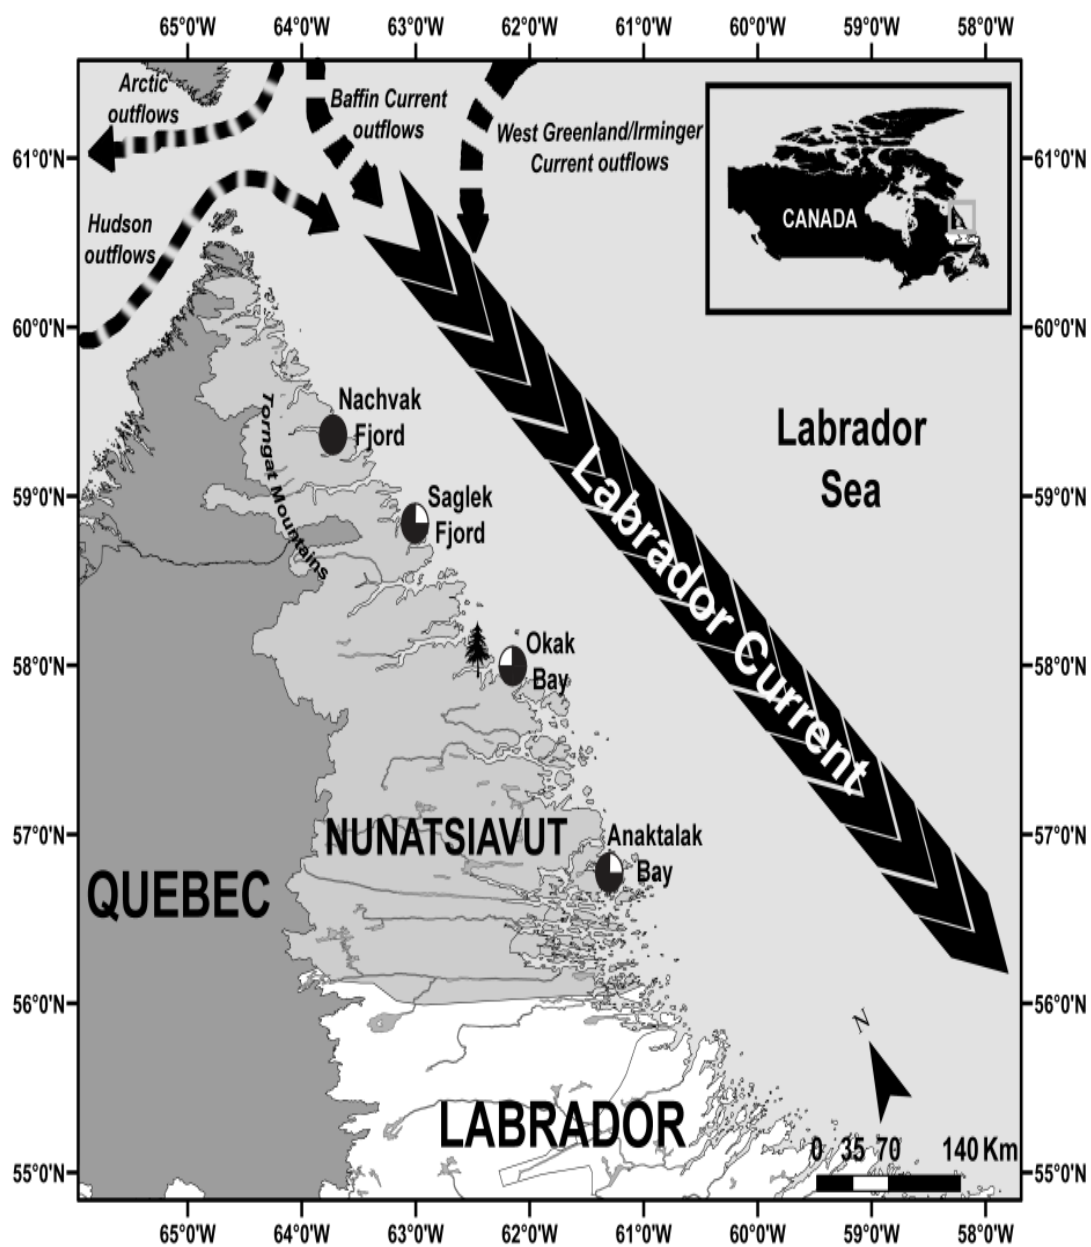 65°0'W 64°0'W 63°0'W 62°0'W 61°0'W 60°0'W 59°0'W 58°0'W
Arctic
outflows
Baffin Current
outflows
West Greenland/Irminger
Current outflows
61°0'N
61°0'N
Hudson
outflows
CANADA
60°0'N
60°0'N
Nachvak
Fjord
Torngat Mountains
Labrador
Sea
59°0'N
59°0'N
Saglek
Fjord
Labrador Current
58°0'N
58°0'N
Okak
Bay
57°0'N
57°0'N
NUNATSIAVUT
Anaktalak
Bay
QUEBEC
56°0'N
56°0'N
N
LABRADOR
0 35 70 140 Km
55°0'N
55°0'N
65°0'W 64°0'W 63°0'W 62°0'W 61°0'W 60°0'W 59°0'W 58°0'W